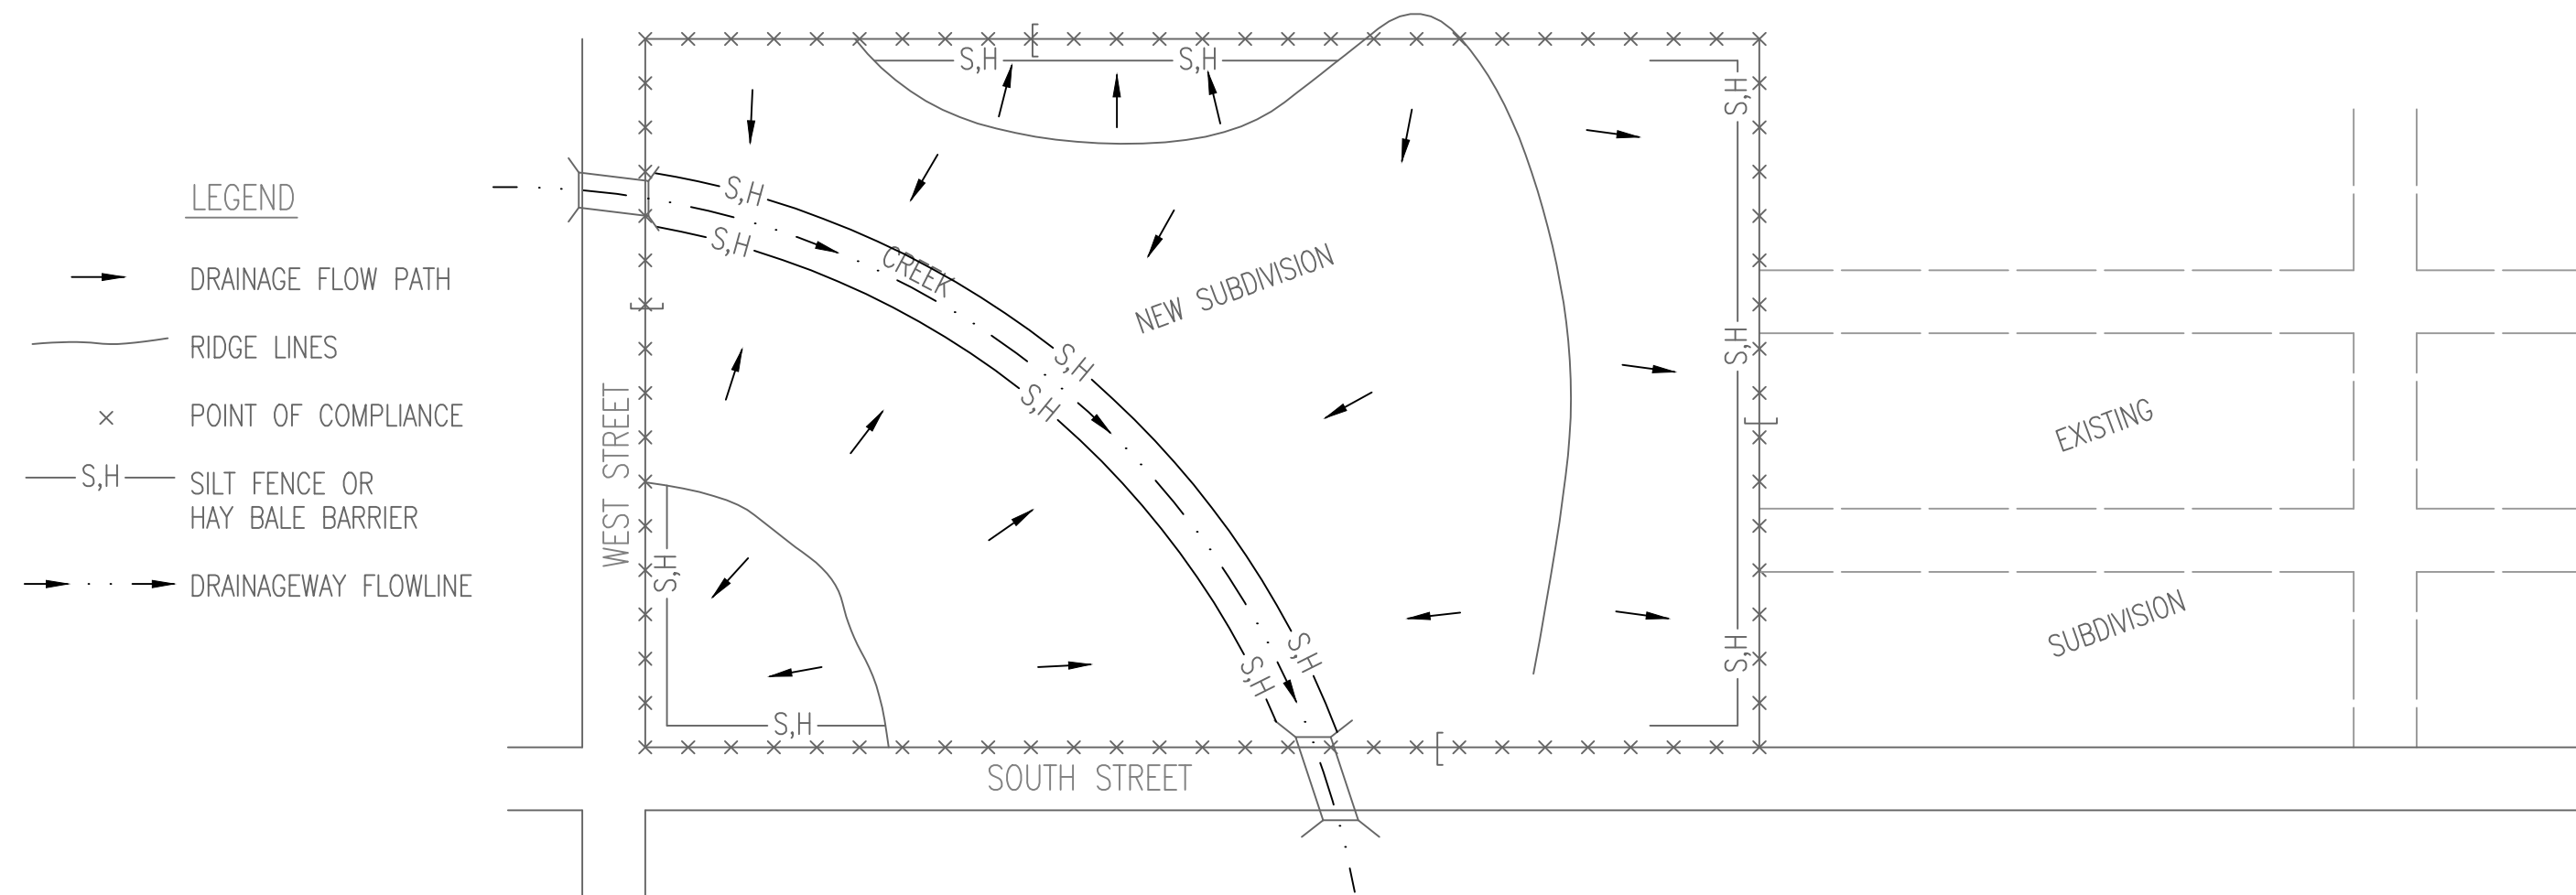 LEGEND
DRAINAGE FLOW PATH
RIDGE LINES
POINT OF COMPLIANCE
S,H
SILT FENCE OR
HAY BALE BARRIER
DRAINAGEWAY FLOWLINE
S,H
S,H
S,H
S,H
S,H
CREEK
NEW SUBDIVISION
S,H
S,H
S,H
WEST STREET
EXISTING
S,H
S,H
S,H
S,H
SUBDIVISION
S,H
SOUTH STREET